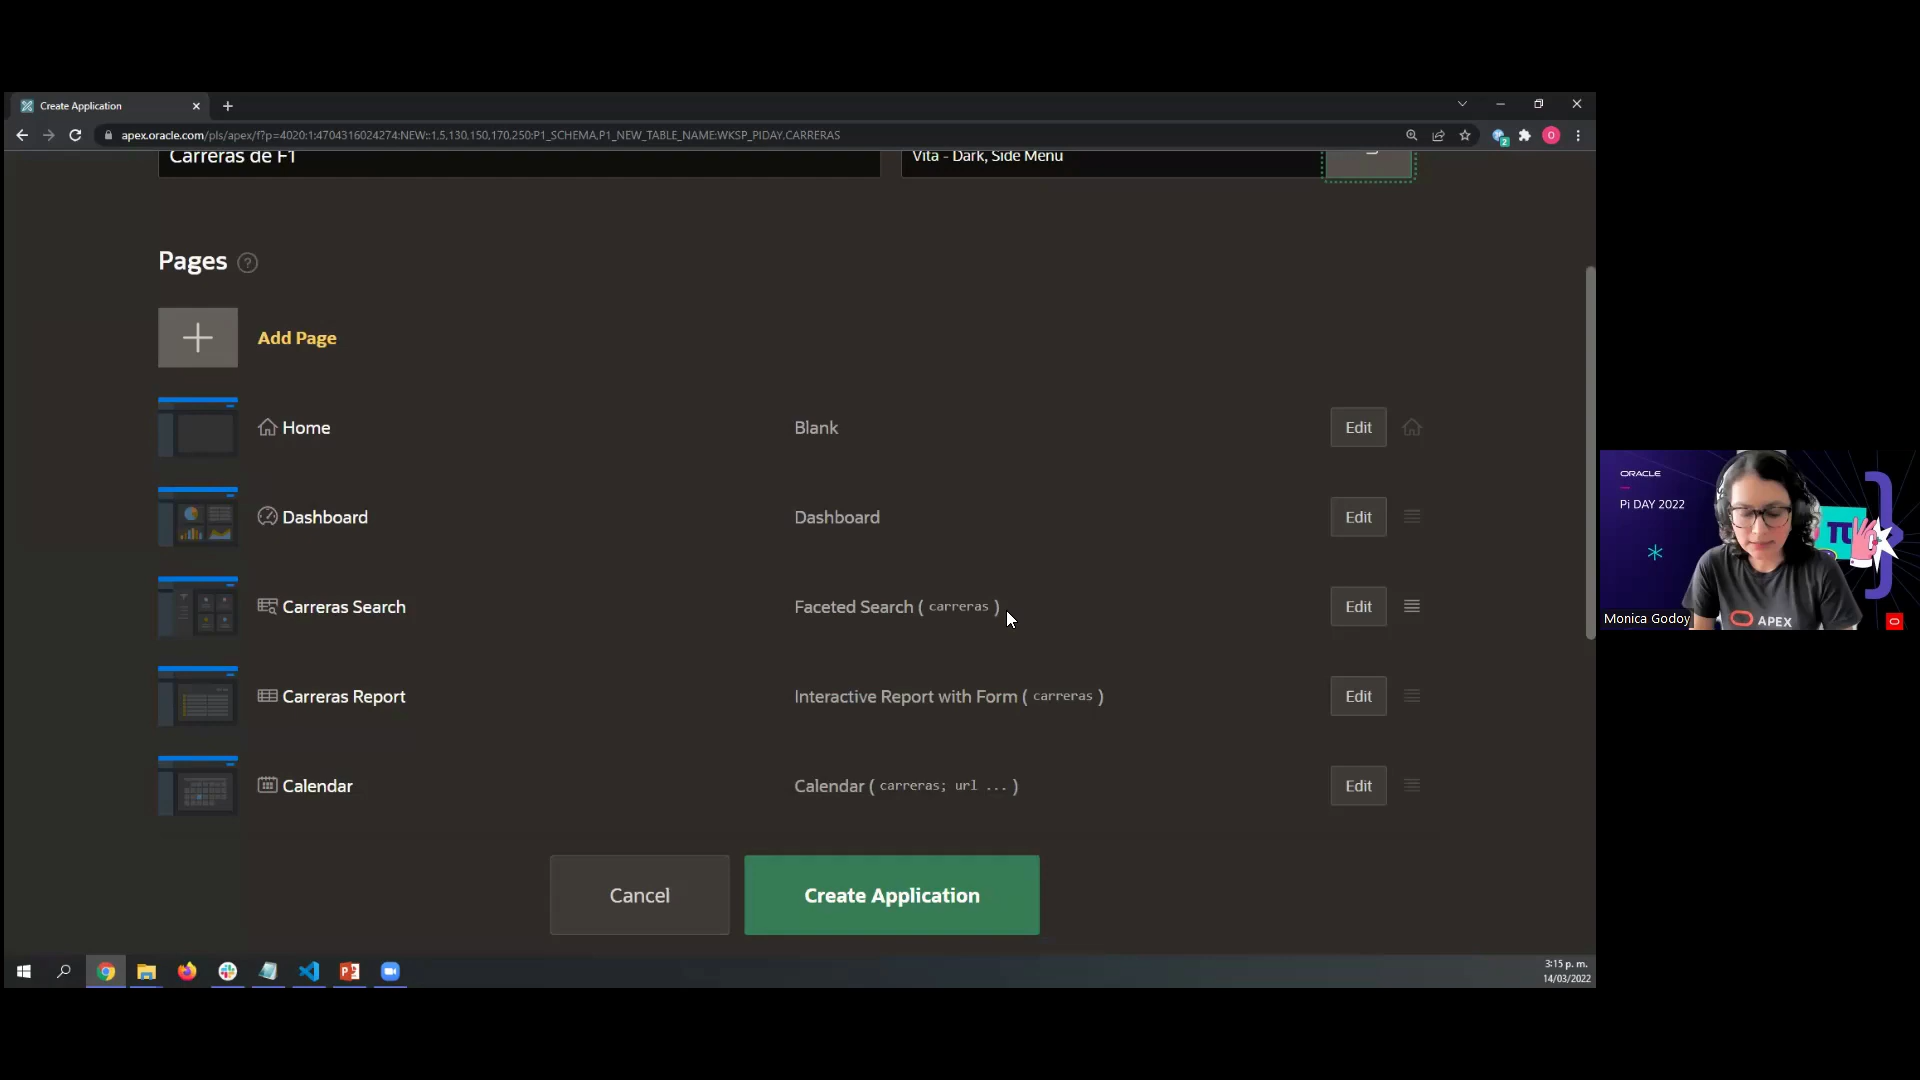 Create Application
apex.oracle.com/pls/apex/f?p=4020:1:4704316024274:NEW::1,5,130,150,170,250:P1_SCHEMA,P1_NEW_TABLE_NAME:WKSP_PIDAY,CARRERAS
Carreras de F1
Vita - Dark, Side Menu
Pages ?
Add Page
Home Blank Edit
Dashboard Dashboard Edit
Carreras Search Faceted Search ( carreras ) Edit
Carreras Report Interactive Report with Form ( carreras ) Edit
Calendar Calendar ( carreras; url ... ) Edit
Cancel
Create Application
3:15 p. m.
14/03/2022
ORACLE
Pi DAY 2022
π
APEX
Monica Godoy